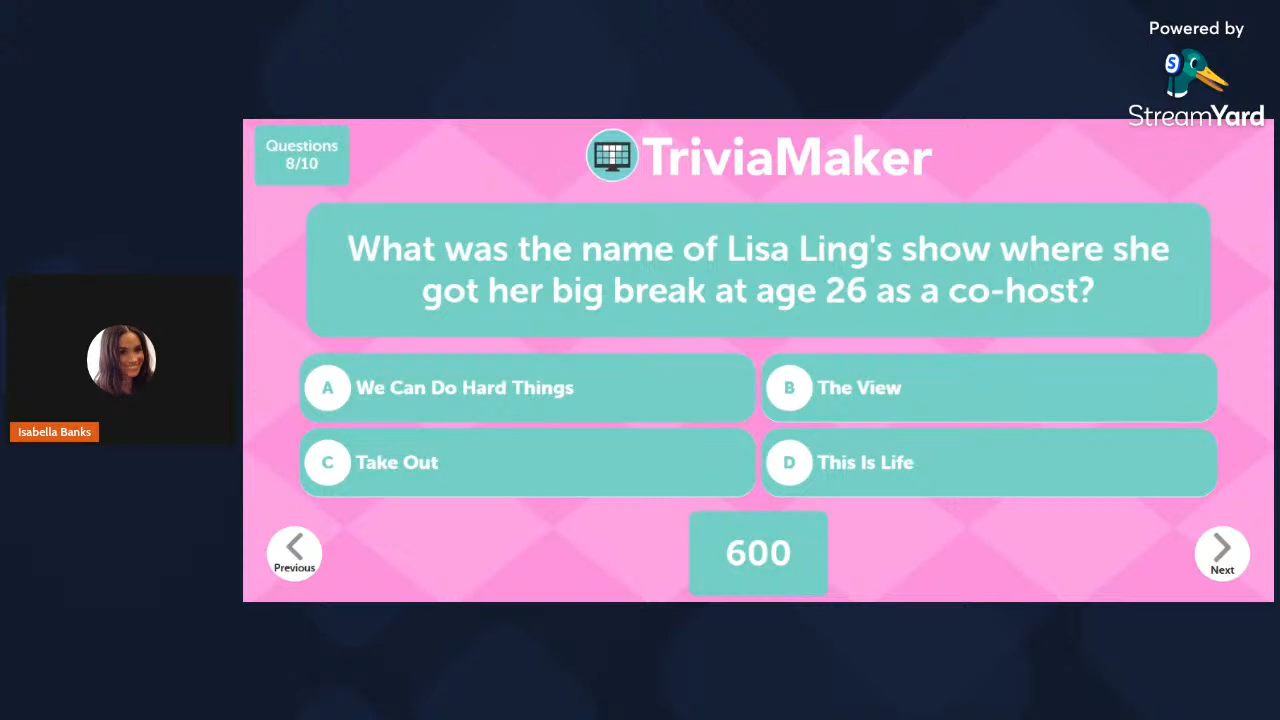 Powered by
S
StreamYard
Questions
8/10
TriviaMaker
What was the name of Lisa Ling's show where she
got her big break at age 26 as a co-host?
A We Can Do Hard Things
B The View
C Take Out
D This Is Life
Isabella Banks
600
Previous
Next